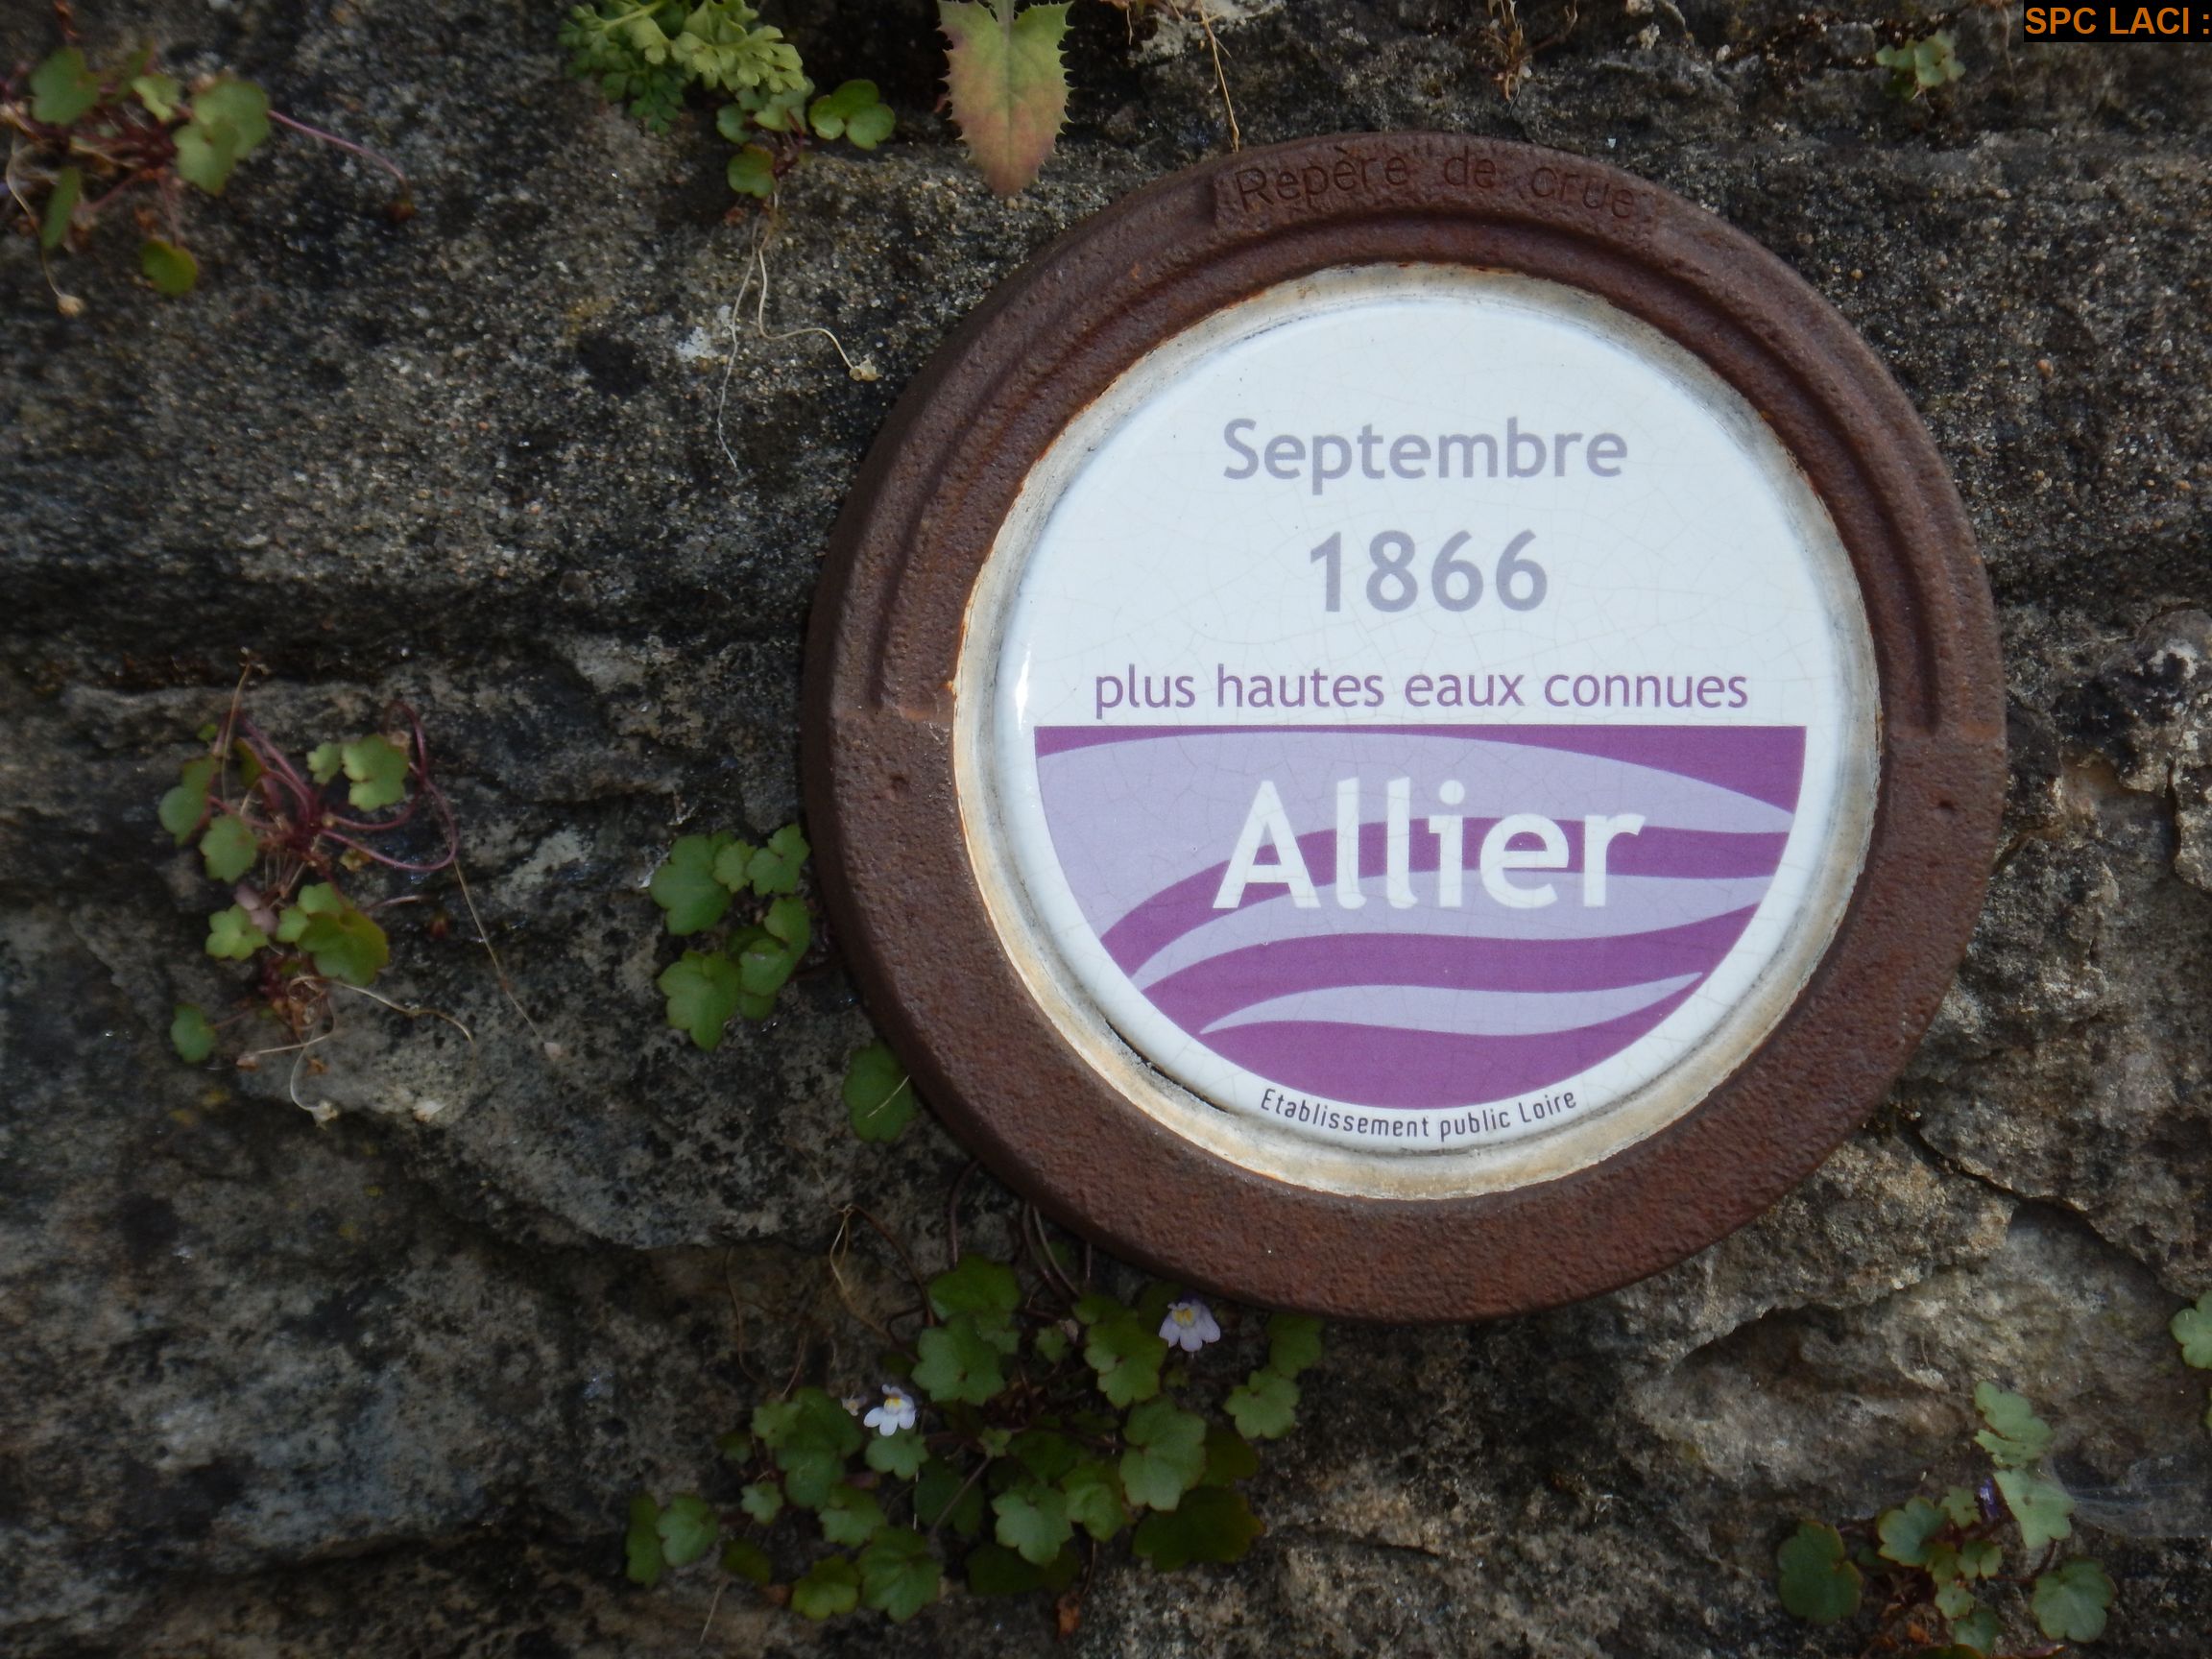 SPC LACI :
Repère de crue
Septembre
1866
plus hautes eaux connues
Allier
Etablissement public Loire